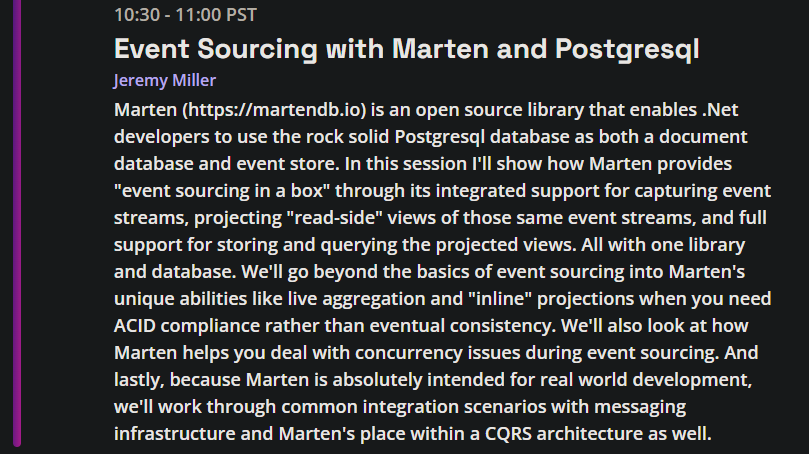 10:30 - 11:00 PST
Event Sourcing with Marten and Postgresql
Jeremy Miller
Marten (https://martendb.io) is an open source library that enables .Net
developers to use the rock solid Postgresql database as both a document
database and event store. In this session I'll show how Marten provides
"event sourcing in a box" through its integrated support for capturing event
streams, projecting "read-side" views of those same event streams, and full
support for storing and querying the projected views. All with one library
and database. We'll go beyond the basics of event sourcing into Marten's
unique abilities like live aggregation and "inline" projections when you need
ACID compliance rather than eventual consistency. We'll also look at how
Marten helps you deal with concurrency issues during event sourcing. And
lastly, because Marten is absolutely intended for real world development,
we'll work through common integration scenarios with messaging
infrastructure and Marten's place within a CQRS architecture as well.